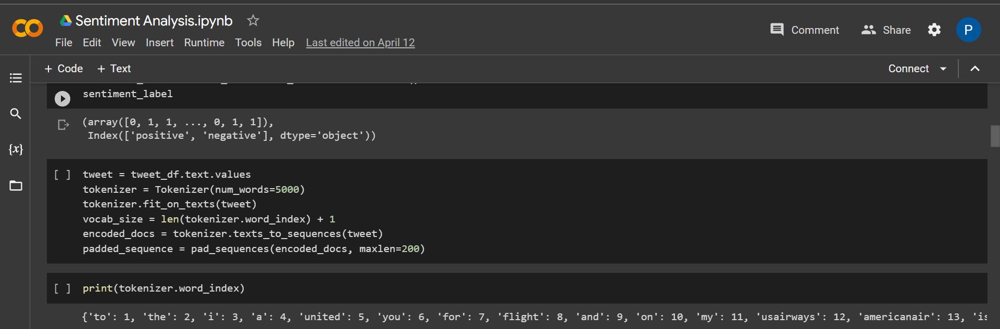 Sentiment Analysis.ipynb
File Edit View Insert Runtime Tools Help Last edited on April 12
Comment Share P
+ Code + Text
Connect
sentiment_label
(array([0, 1, 1, ..., 0, 1, 1]),
Index(['positive', 'negative'], dtype='object'))
[ ] tweet = tweet_df.text.values
tokenizer = Tokenizer(num_words=5000)
tokenizer.fit_on_texts(tweet)
vocab_size = len(tokenizer.word_index) + 1
encoded_docs = tokenizer.texts_to_sequences(tweet)
padded_sequence = pad_sequences(encoded_docs, maxlen=200)
[ ] print(tokenizer.word_index)
{'to': 1, 'the': 2, 'i': 3, 'a': 4, 'united': 5, 'you': 6, 'for': 7, 'flight': 8, 'and': 9, 'on': 10, 'my': 11, 'usairways': 12, 'americanair': 13,